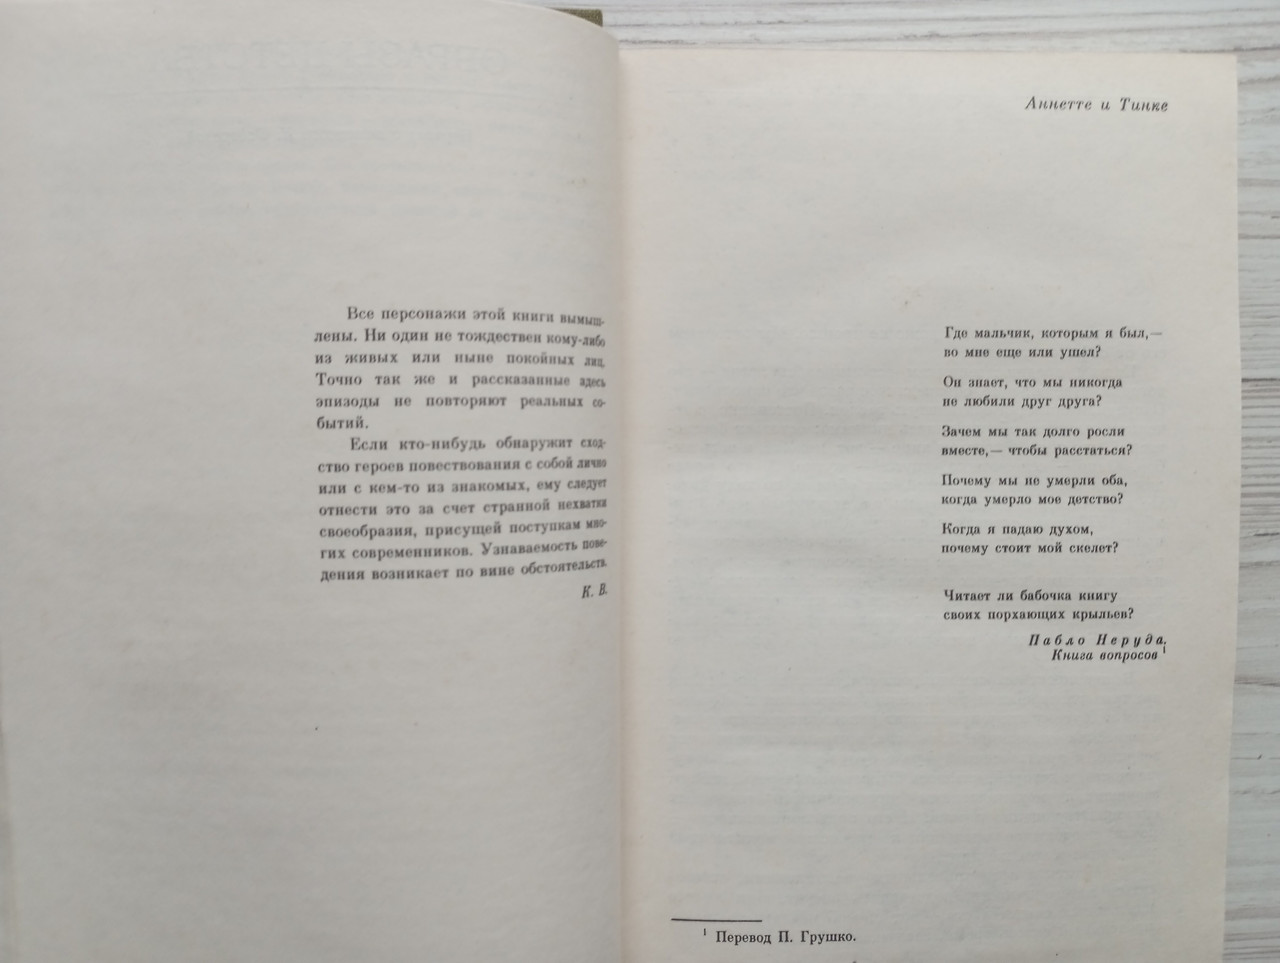 Все персонажи этой книги вымыш-
лены. Ни один не тождествен кому-либо
из живых или ныне покойных лиц.
Точно так же и рассказанные здесь
эпизоды не повторяют реальных со-
бытий.
Если кто-нибудь обнаружит сход-
ство героев повествования с собой лично
или с кем-то из знакомых, ему следует
отнести это за счет странной нехватки
своеобразия, присущей поступкам мно-
гих современников. Узнаваемость пове-
дения возникает по вине обстоятельств.
К. В.
Аннетте и Тинке
Где мальчик, которым я был,—
во мне еще или ушел?
Он знает, что мы никогда
не любили друг друга?
Зачем мы так долго росли
вместе,— чтобы расстаться?
Почему мы не умерли оба,
когда умерло мое детство?
Когда я падаю духом,
почему стоит мой скелет?
Читает ли бабочка книгу
своих порхающих крыльев?
Пабло Неруда.
Книга вопросов 1
1 Перевод П. Грушко.